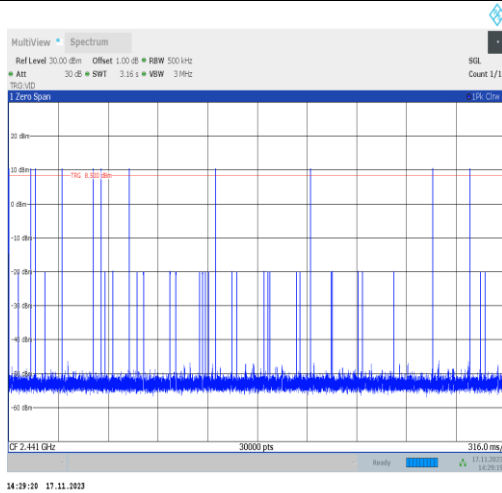 MultiView Spectrum
Ref Level 30.00 dBm Offset 1.00 dB RBW 500 kHz SGL
Att 30 dB SWT 3.16 s VBW 3 MHz Count 1/1
TRG:VID
1 Zero Span 1Pk Clrw
20 dBm
10 dBm
TRG 8.500 dBm
0 dBm
-10 dBm
-20 dBm
-30 dBm
-40 dBm
-50 dBm
-60 dBm
CF 2.441 GHz 30000 pts 316.0 ms/
Ready 17.11.2023
14:29:20 17.11.2023